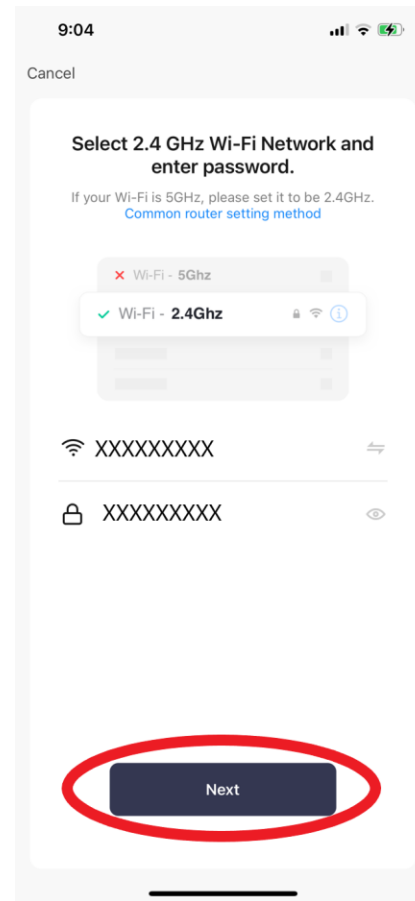 9:04
Cancel
Select 2.4 GHz Wi-Fi Network and
enter password.
If your Wi-Fi is 5GHz, please set it to be 2.4GHz.
Common router setting method
Wi-Fi - 5Ghz
Wi-Fi - 2.4Ghz
XXXXXXXXX
XXXXXXXXX
Next